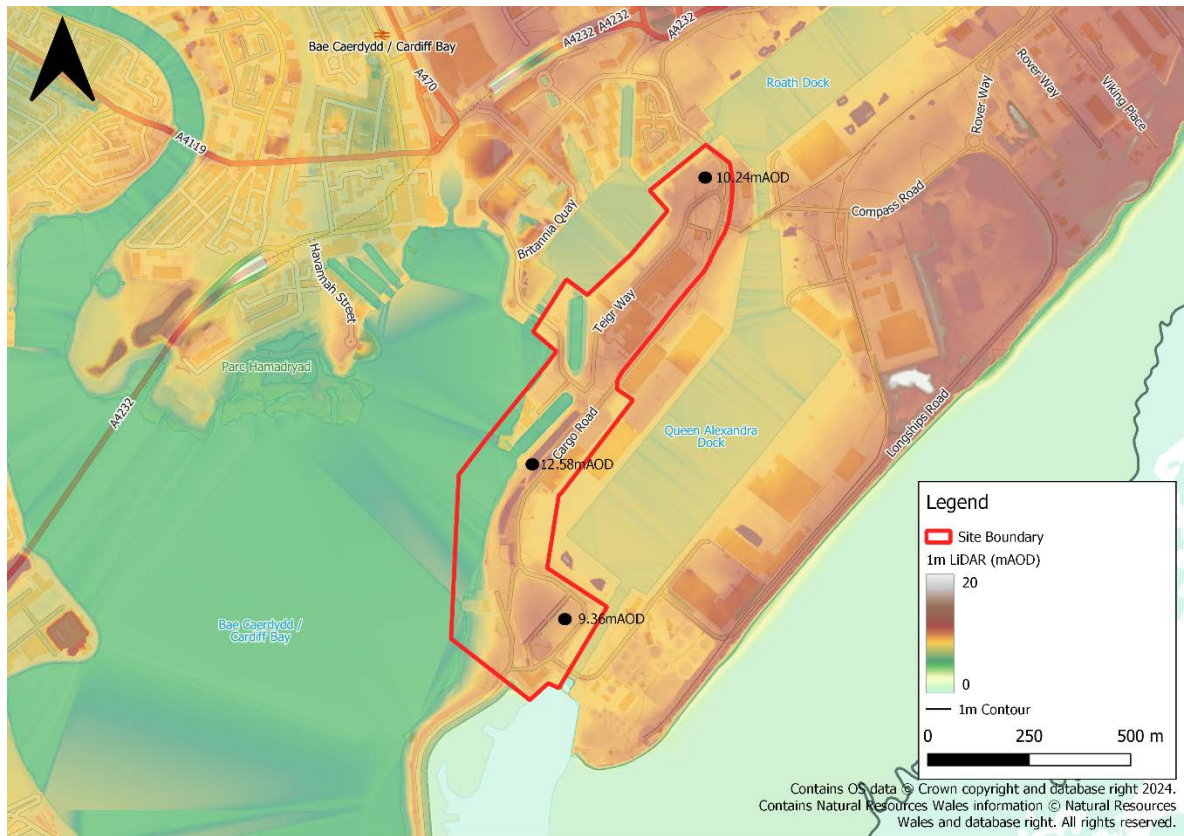 Bae Caerdydd / Cardiff Bay
A4232 A4232
A4232
A470
A4119
Roath Dock
Rover Way
Rover Way
Viking Place
10.24mAOD
Compass Road
Britannia Quay
Havannah Street
Teigr Way
Parc Hamadryad
A4232
Longships Road
Queen Alexandra
Dock
Cargo Road
12.58mAOD
9.36mAOD
Bae Caerdydd /
Cardiff Bay
Legend
Site Boundary
1m LiDAR (mAOD)
20
0
1m Contour
0 250 500 m
Contains OS data © Crown copyright and database right 2024.
Contains Natural Resources Wales information © Natural Resources
Wales and database right. All rights reserved.